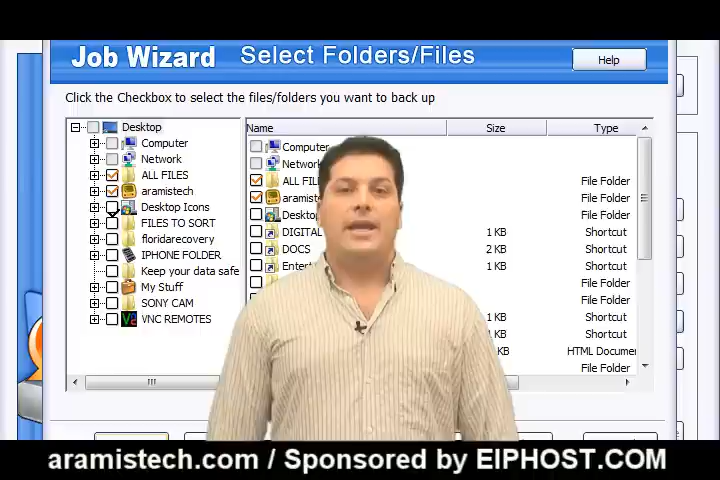 Job Wizard Select Folders/Files
Help
Click the Checkbox to select the files/folders you want to back up
Desktop
Computer
Network
ALL FILES
aramistech
Desktop Icons
FILES TO SORT
floridarecovery
IPHONE FOLDER
Keep your data safe
My Stuff
SONY CAM
VNC REMOTES
Name Size Type
Computer
Network
ALL File Folder
File Folder
Desktop File Folder
DIGITAL 1 KB Shortcut
DOCS 2 KB Shortcut
1 KB Shortcut
File Folder
File Folder
1 KB Shortcut
KB Shortcut
KB HTML
File Folder
aramistech.com / Sponsored by EIPHOST.COM